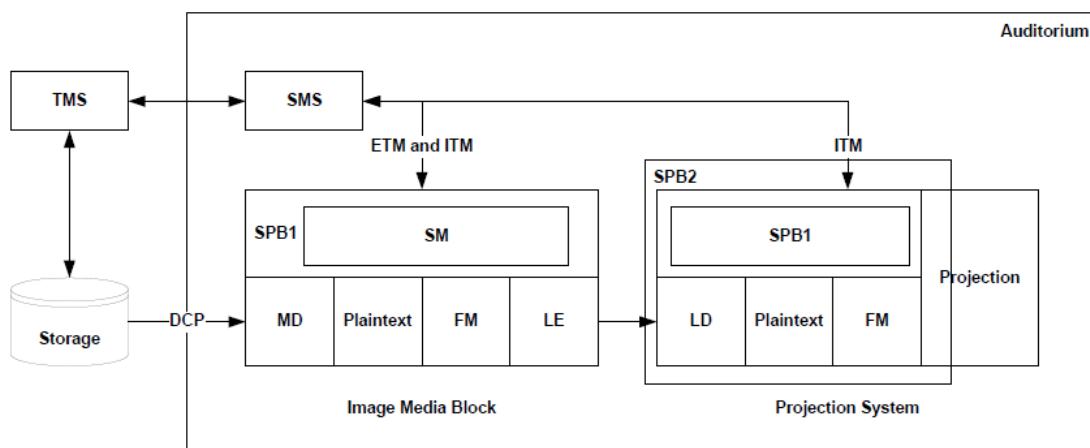 Auditorium
TMS
SMS
ETM and ITM
ITM
SPB2
SPB1
SM
SPB1
Projection
Storage
DCP
MD
Plaintext
FM
LE
LD
Plaintext
FM
Image Media Block
Projection System